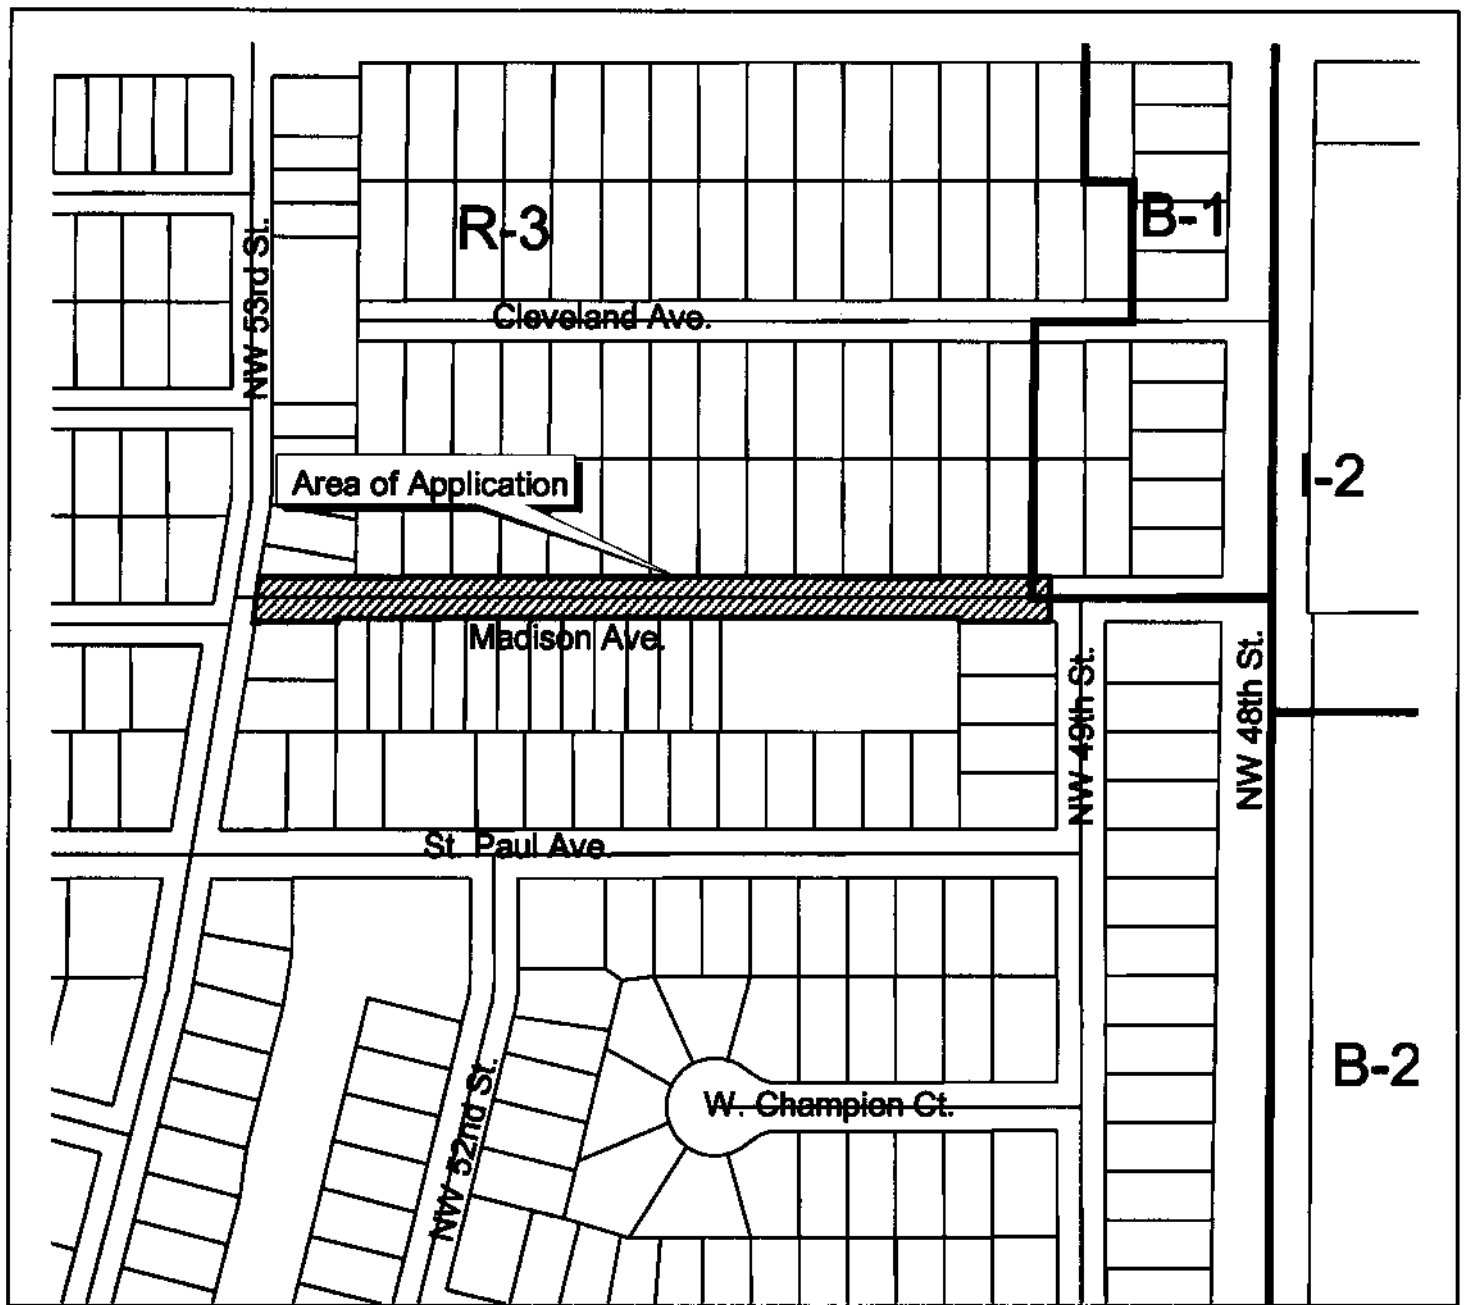 R-3
B-1
NW 53rd St.
Cleveland Ave.
Area of Application
I-2
Madison Ave.
NW 49th St.
NW 48th St.
St. Paul Ave.
B-2
W. Champion Ct.
NW 52nd St.